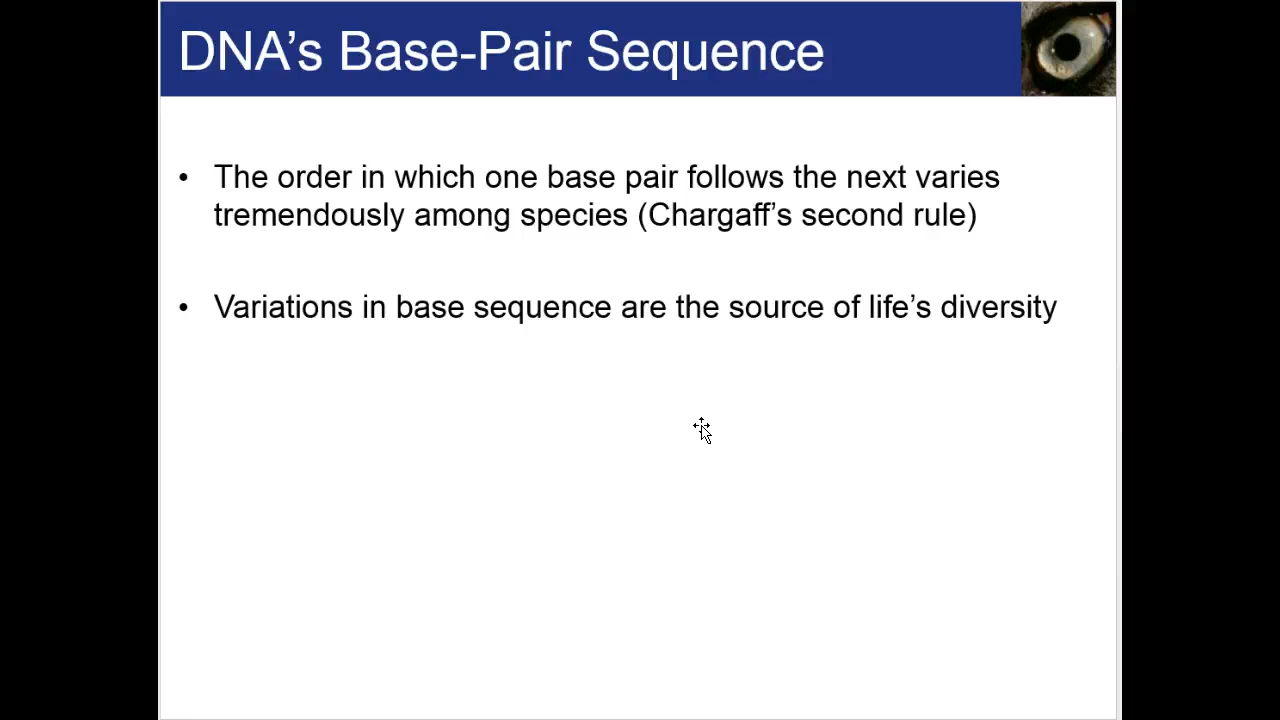 DNA’s Base-Pair Sequence
• The order in which one base pair follows the next varies
tremendously among species (Chargaff’s second rule)
• Variations in base sequence are the source of life’s diversity